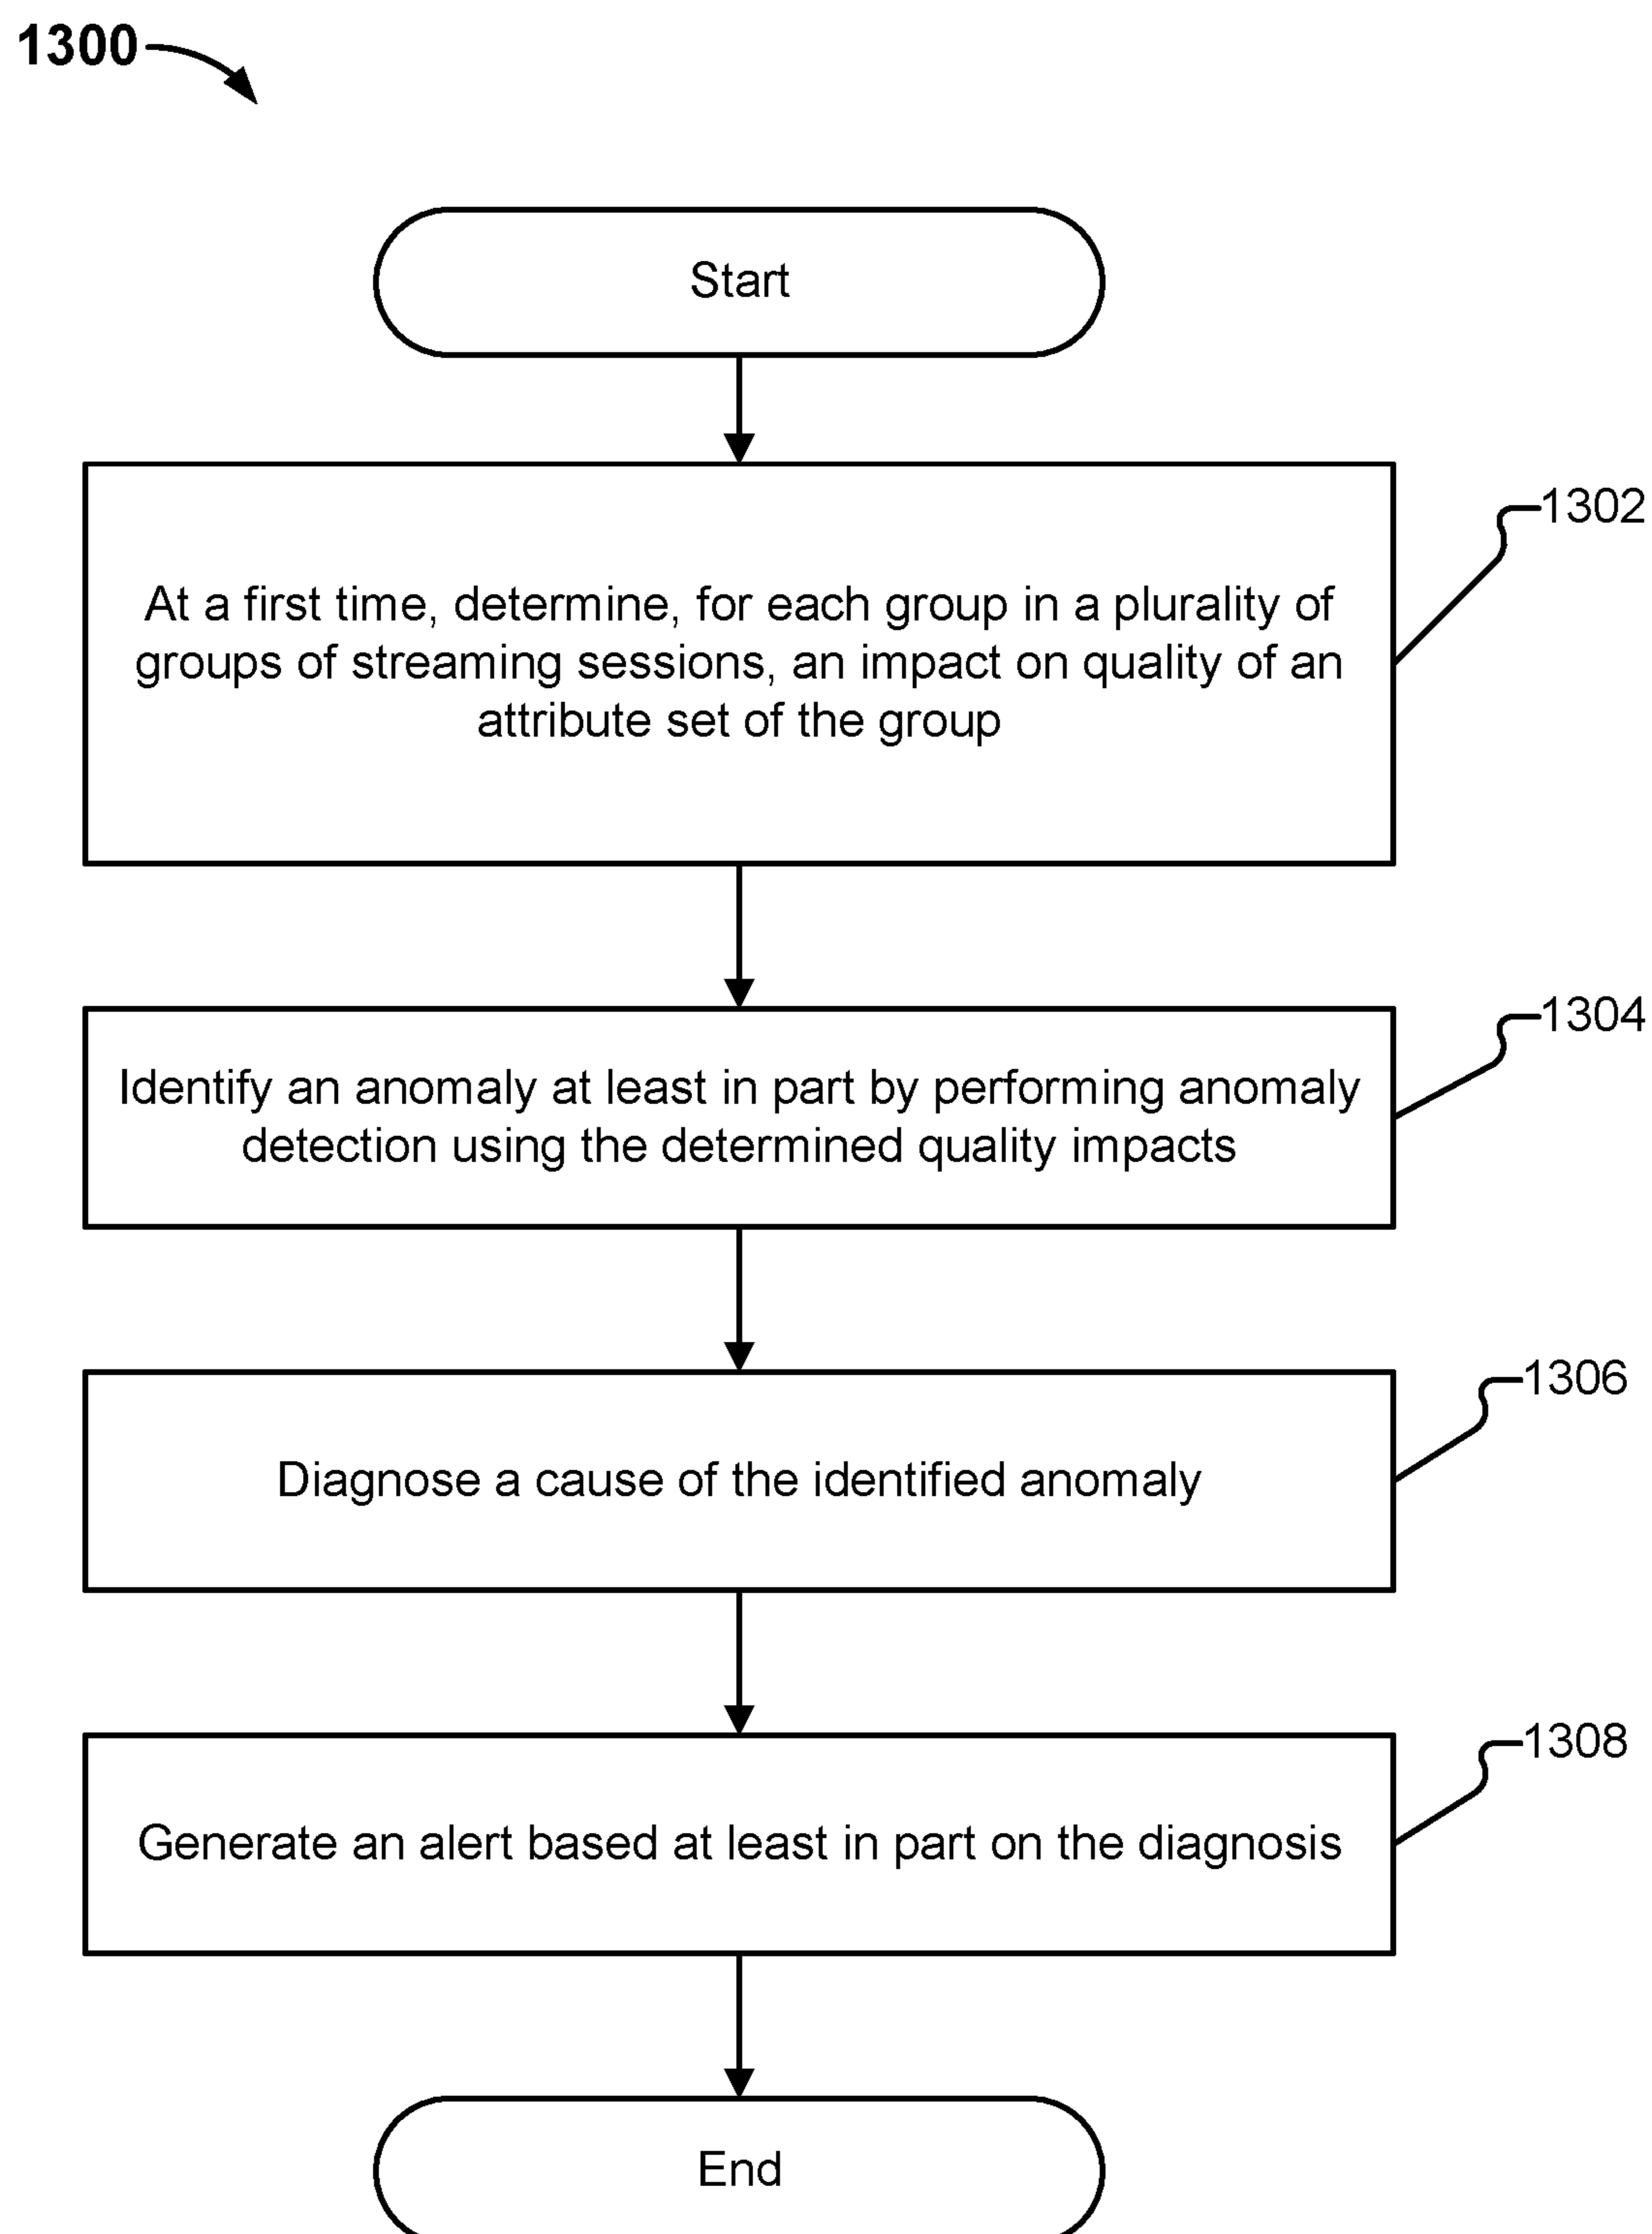 1300
Start
1302
At a first time, determine, for each group in a plurality of
groups of streaming sessions, an impact on quality of an
attribute set of the group
1304
Identify an anomaly at least in part by performing anomaly
detection using the determined quality impacts
1306
Diagnose a cause of the identified anomaly
1308
Generate an alert based at least in part on the diagnosis
End